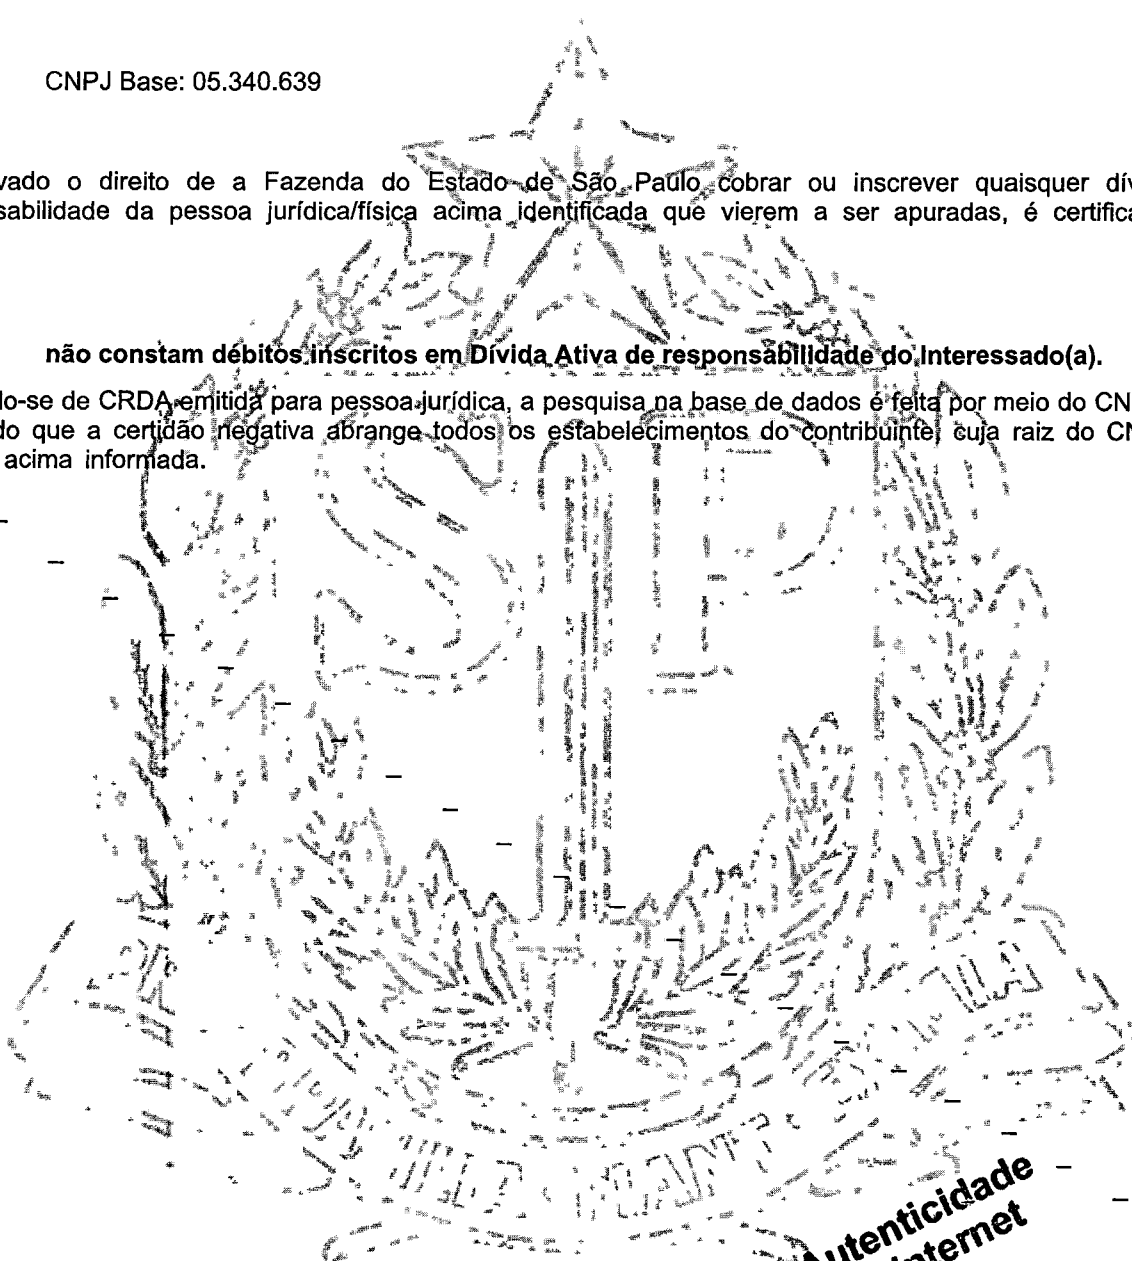 CNPJ Base: 05.340.639
vado o direito de a Fazenda do Estado de São Paulo cobrar ou inscrever quaisquer dív
sabilidade da pessoa jurídica/física acima identificada que vierem a ser apuradas, é certifica
não constam débitos inscritos em Dívida Ativa de responsabilidade do Interessado(a).
do-se de CRDA emitida para pessoa jurídica, a pesquisa na base de dados é feita por meio do CN
do que a certidão negativa abrange todos os estabelecimentos do contribuinte, cuja raiz do CN
acima informada.
SP
Autenticidade
nternet